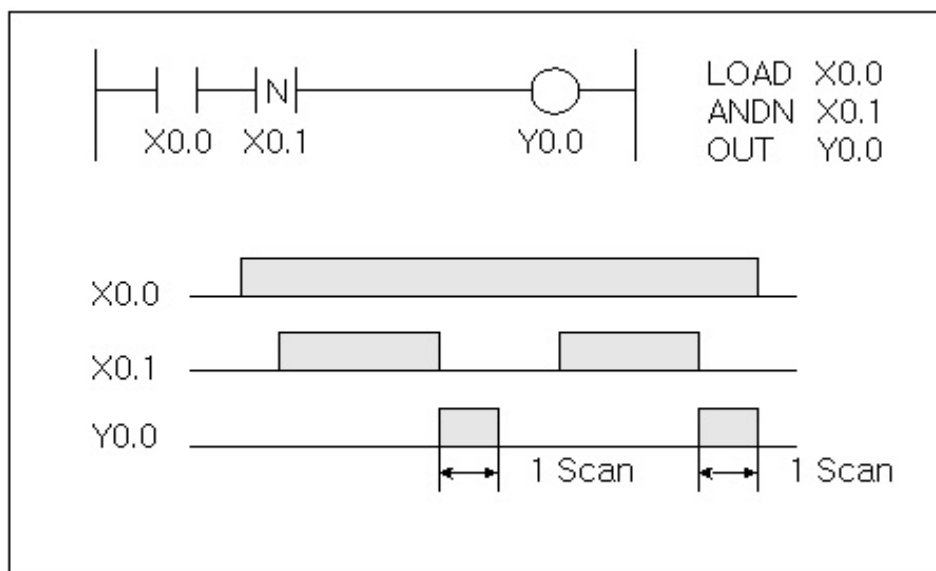 N
X0.0 X0.1 Y0.0
LOAD X0.0
ANDN X0.1
OUT Y0.0
X0.0
X0.1
Y0.0
1 Scan 1 Scan